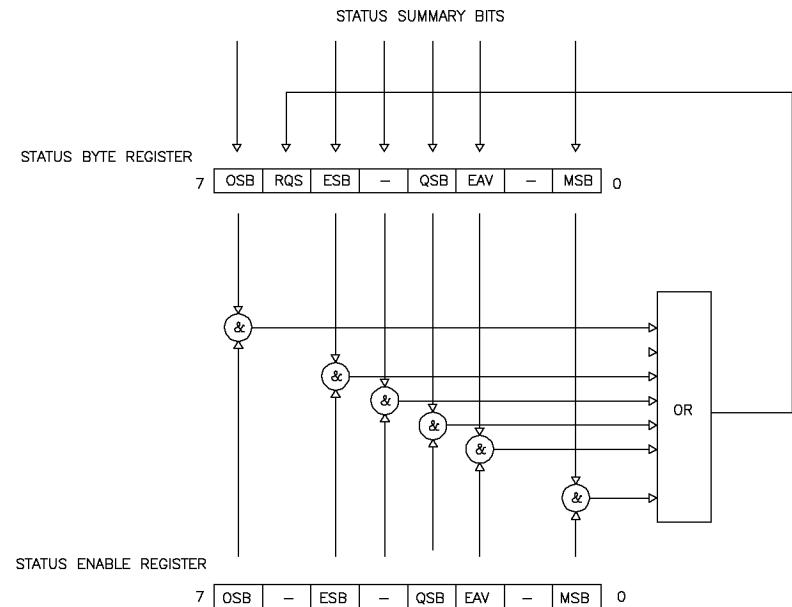 STATUS SUMMARY BITS
STATUS BYTE REGISTER
7 OSB RQS ESB – QSB EAV – MSB 0
&
&
&
&
OR
&
&
STATUS ENABLE REGISTER
7 OSB – ESB – QSB EAV – MSB 0